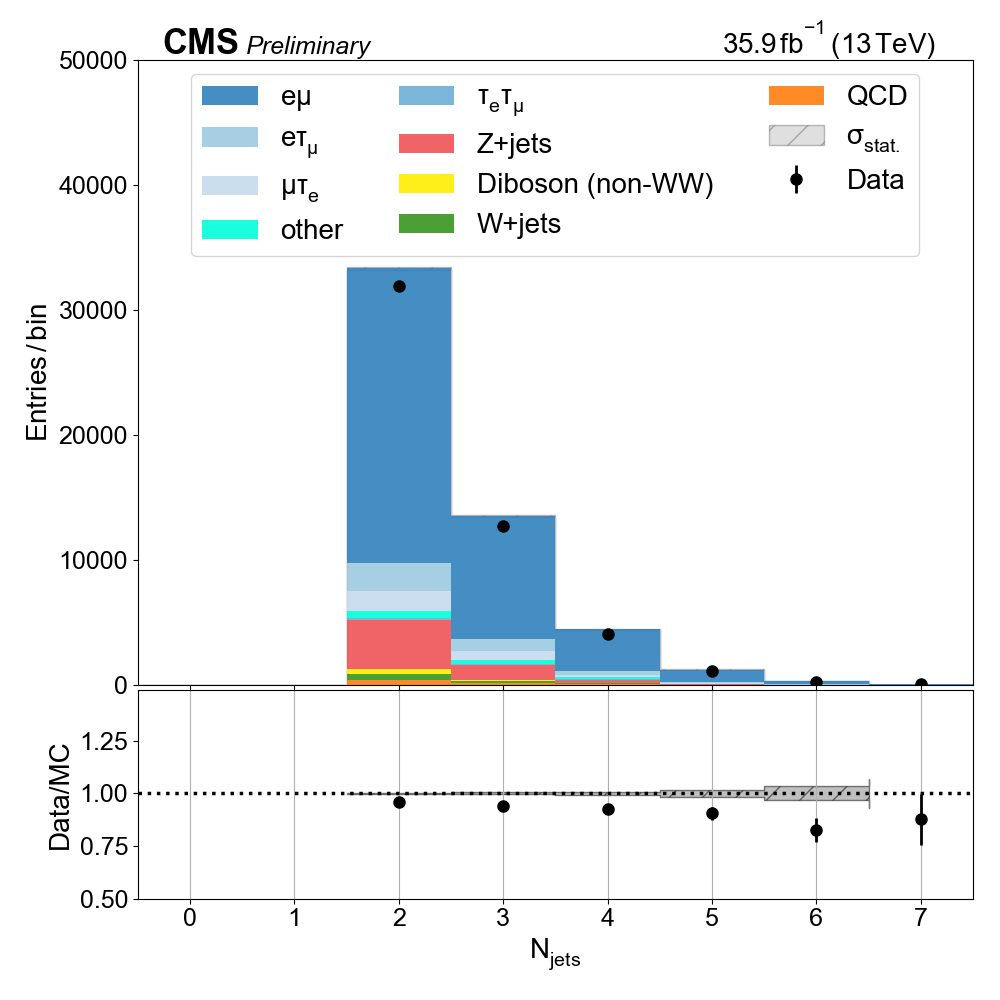 CMS Preliminary 35.9 fb⁻¹ (13 TeV)
50000
40000
30000
20000
10000
0
Entries / bin
eμ
eτμ
μτe
other
τeτμ
Z+jets
Diboson (non-WW)
W+jets
QCD
σstat.
Data
1.25
1.00
0.75
0.50
Data/MC
0 1 2 3 4 5 6 7
Njets